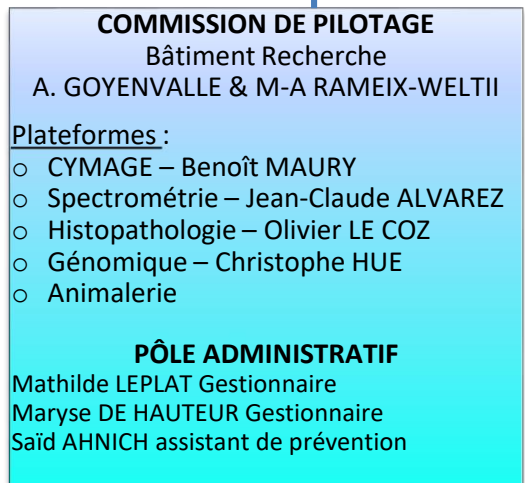 COMMISSION DE PILOTAGE
Bâtiment Recherche
A. GOYENVALLE & M-A RAMEIX-WELTII
Plateformes :
o CYMAGE – Benoît MAURY
o Spectrométrie – Jean-Claude ALVAREZ
o Histopathologie – Olivier LE COZ
o Génomique – Christophe HUE
o Animalerie
PÔLE ADMINISTRATIF
Mathilde LEPLAT Gestionnaire
Maryse DE HAUTEUR Gestionnaire
Saïd AHNICH assistant de prévention